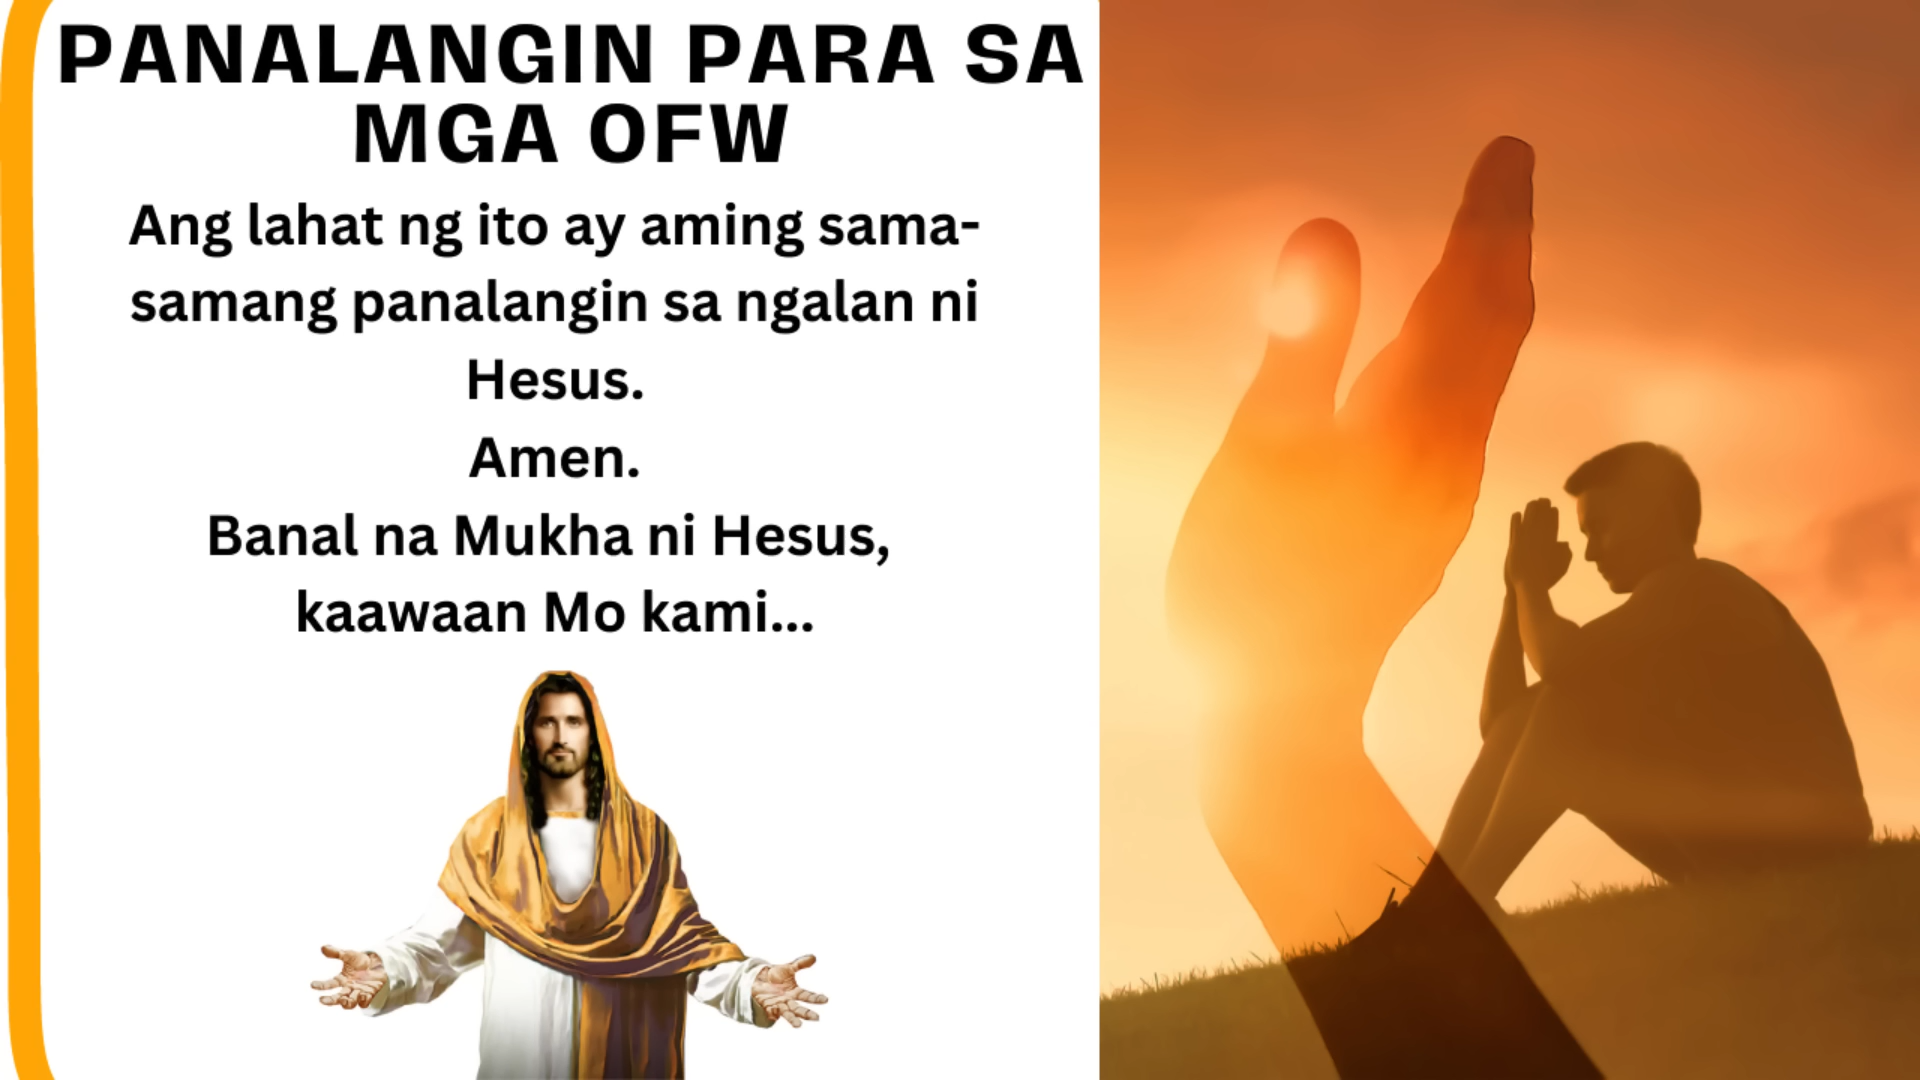 PANALANGIN PARA SA
MGA OFW
Ang lahat ng ito ay aming sama-
samang panalangin sa ngalan ni
Hesus.
Amen.
Banal na Mukha ni Hesus,
kaawaan Mo kami...